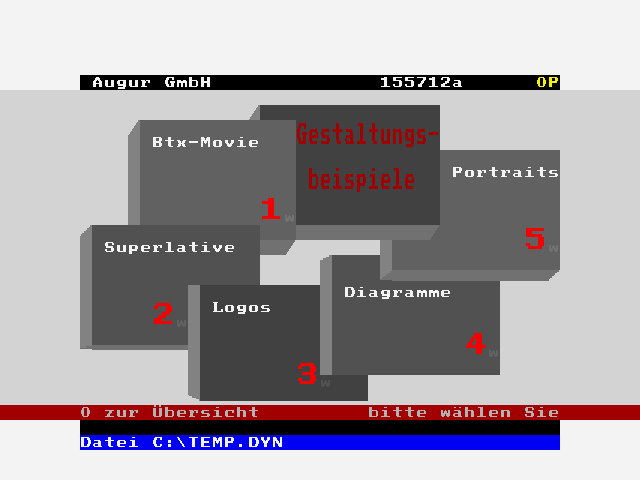 Augur GmbH 155712a 0P
Gestaltungs-
beispiele
Btx-Movie
1 w
Portraits
5 w
Superlative
2 w
Logos
3 w
Diagramme
4 w
0 zur Übersicht bitte wählen Sie
Datei C:\TEMP.DYN